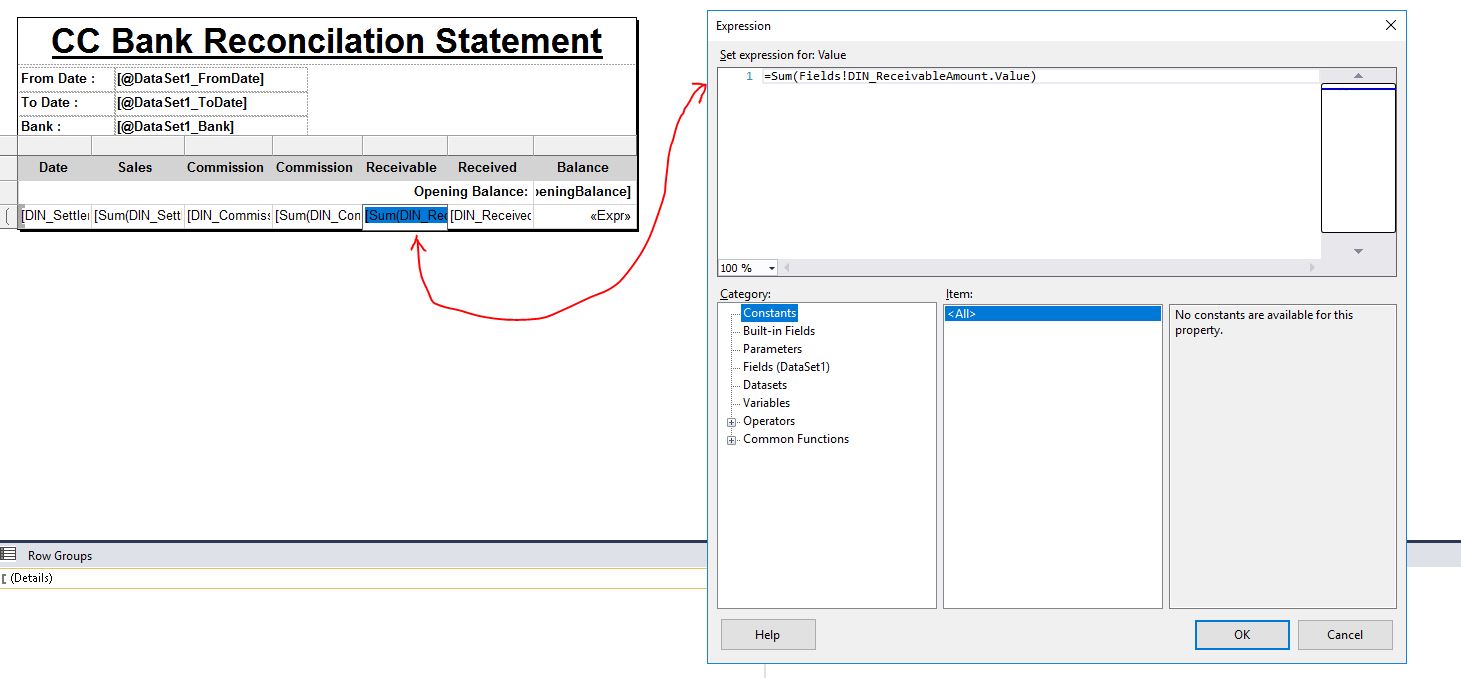 CC Bank Reconcilation Statement
From Date : [@DataSet1_FromDate]
To Date : [@DataSet1_ToDate]
Bank : [@DataSet1_Bank]
Date Sales Commission Commission Receivable Received Balance
Opening Balance: peningBalance]
[DIN_Settler [Sum(DIN_Sett [DIN_Commiss [Sum(DIN_Con [Sum(DIN_Rec [DIN_Received «Expr»
Row Groups
(Details)
Expression
Set expression for: Value
1 =Sum(Fields!DIN_ReceivableAmount.Value)
100 %
Category:
Constants
Built-in Fields
Parameters
Fields (DataSet1)
Datasets
Variables
Operators
Common Functions
Item:
<All>
No constants are available for this
property.
Help OK Cancel